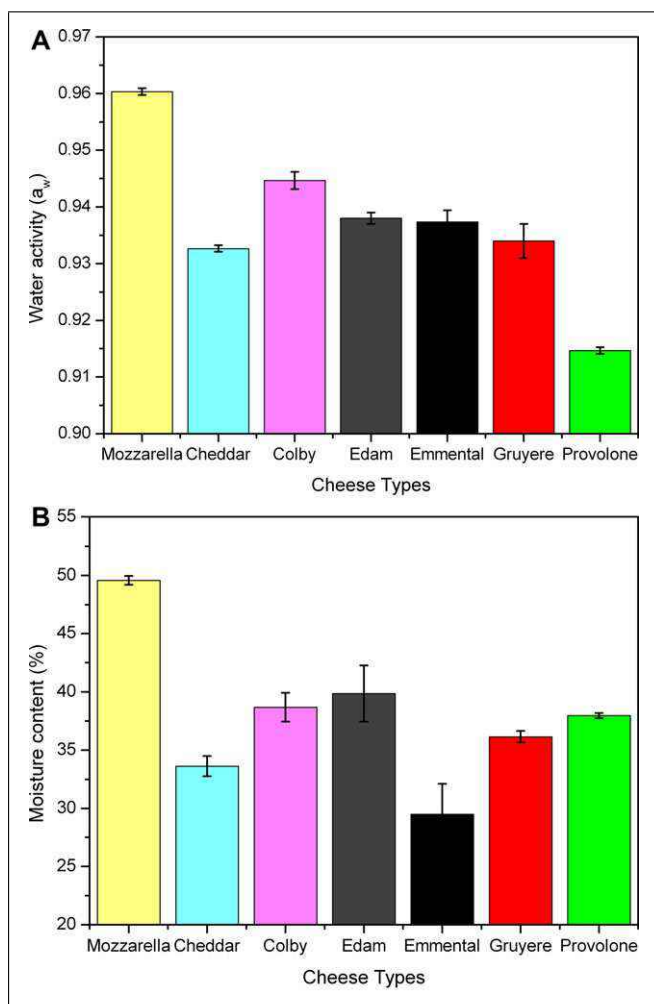 A
0.97
0.96
0.95
0.94
0.93
0.92
0.91
0.90
Water activity (aw)
Mozzarella Cheddar Colby Edam Emmental Gruyere Provolone
Cheese Types
B
55
50
45
40
35
30
25
20
Moisture content (%)
Mozzarella Cheddar Colby Edam Emmental Gruyere Provolone
Cheese Types